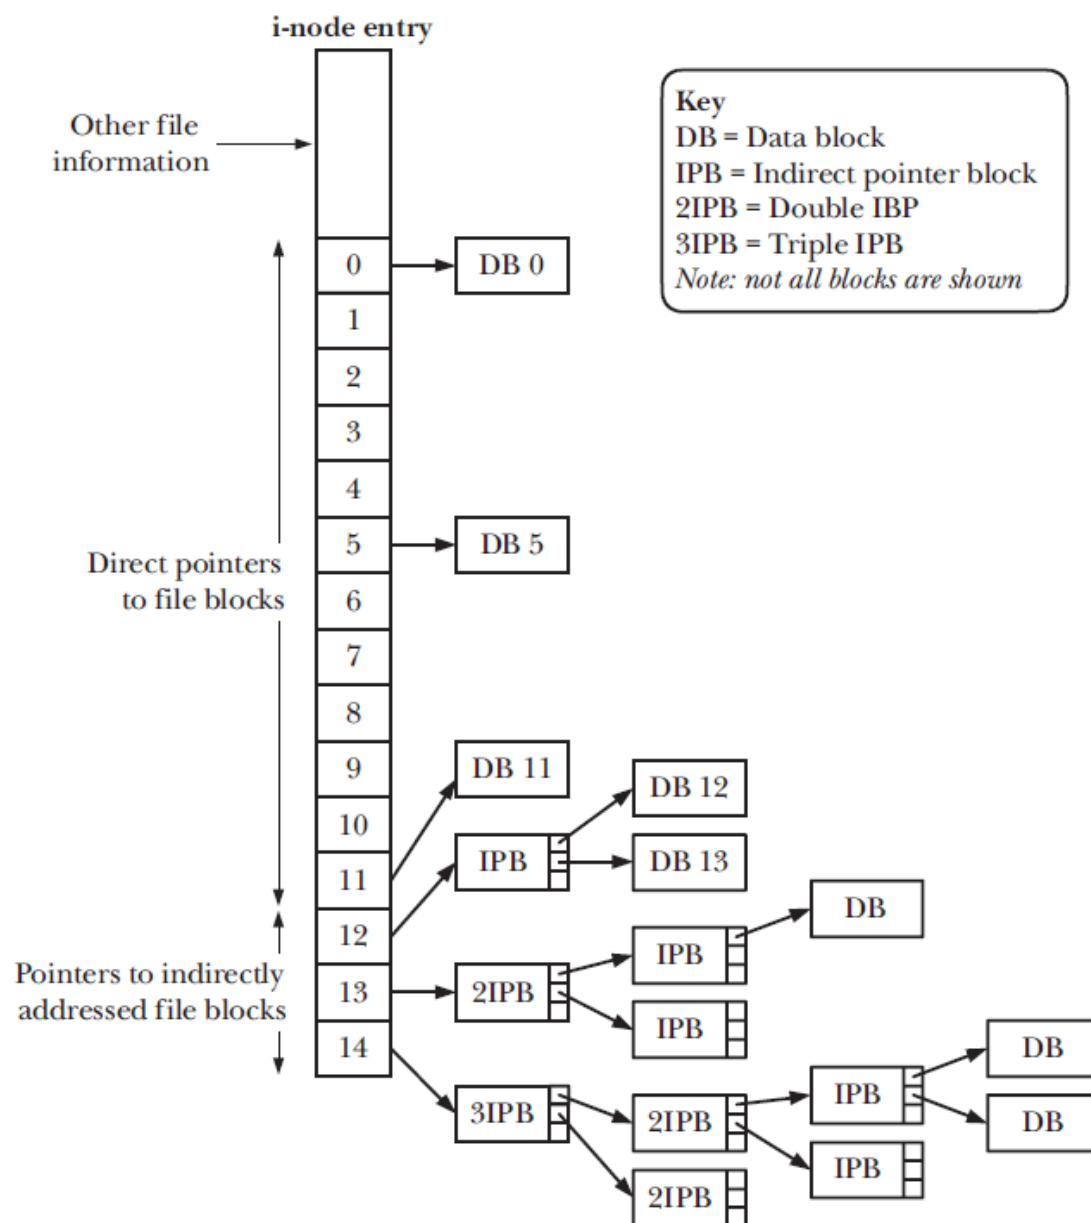 i-node entry
Other file
information
Key
DB = Data block
IPB = Indirect pointer block
2IPB = Double IBP
3IPB = Triple IPB
Note: not all blocks are shown
0
DB 0
1
2
3
4
5
DB 5
Direct pointers
to file blocks
6
7
8
9
DB 11
DB 12
10
IPB
DB 13
11
12
DB
IPB
Pointers to indirectly
addressed file blocks
13
2IPB
IPB
14
DB
IPB
3IPB
2IPB
DB
IPB
2IPB